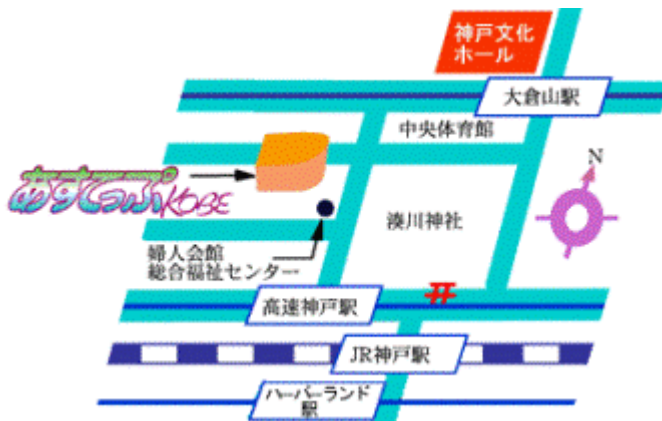 神戸文化
ホール
大倉山駅
中央体育館
N
あすてっぷKOBE
湊川神社
婦人会館
総合福祉センター
高速神戸駅
JR神戸駅
ハーバーランド
駅